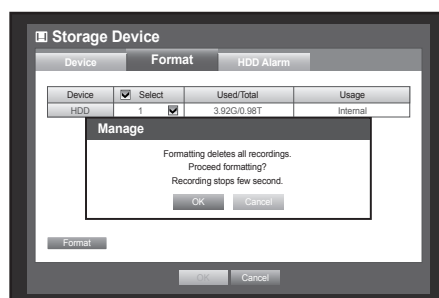 Storage Device
Device Format HDD Alarm
Device Select Used/Total Usage
HDD 1 3.92G/0.98T Internal
Manage
Formatting deletes all recordings.
Proceed formatting?
Recording stops few second.
OK Cancel
Format
OK Cancel